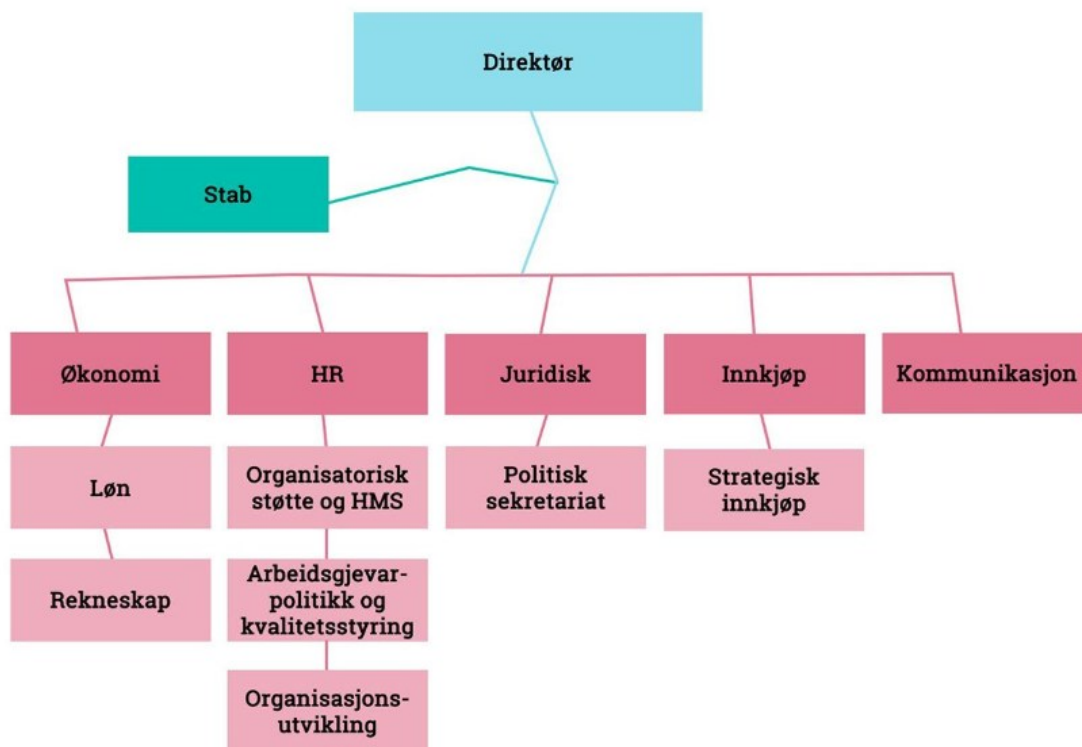 Direktør
Stab
Økonomi
HR
Juridisk
Innkjøp
Kommunikasjon
Løn
Organisatorisk
støtte og HMS
Politisk
sekretariat
Strategisk
innkjøp
Rekneskap
Arbeidsgjevar-
politikk og
kvalitetsstyring
Organisasjons-
utvikling